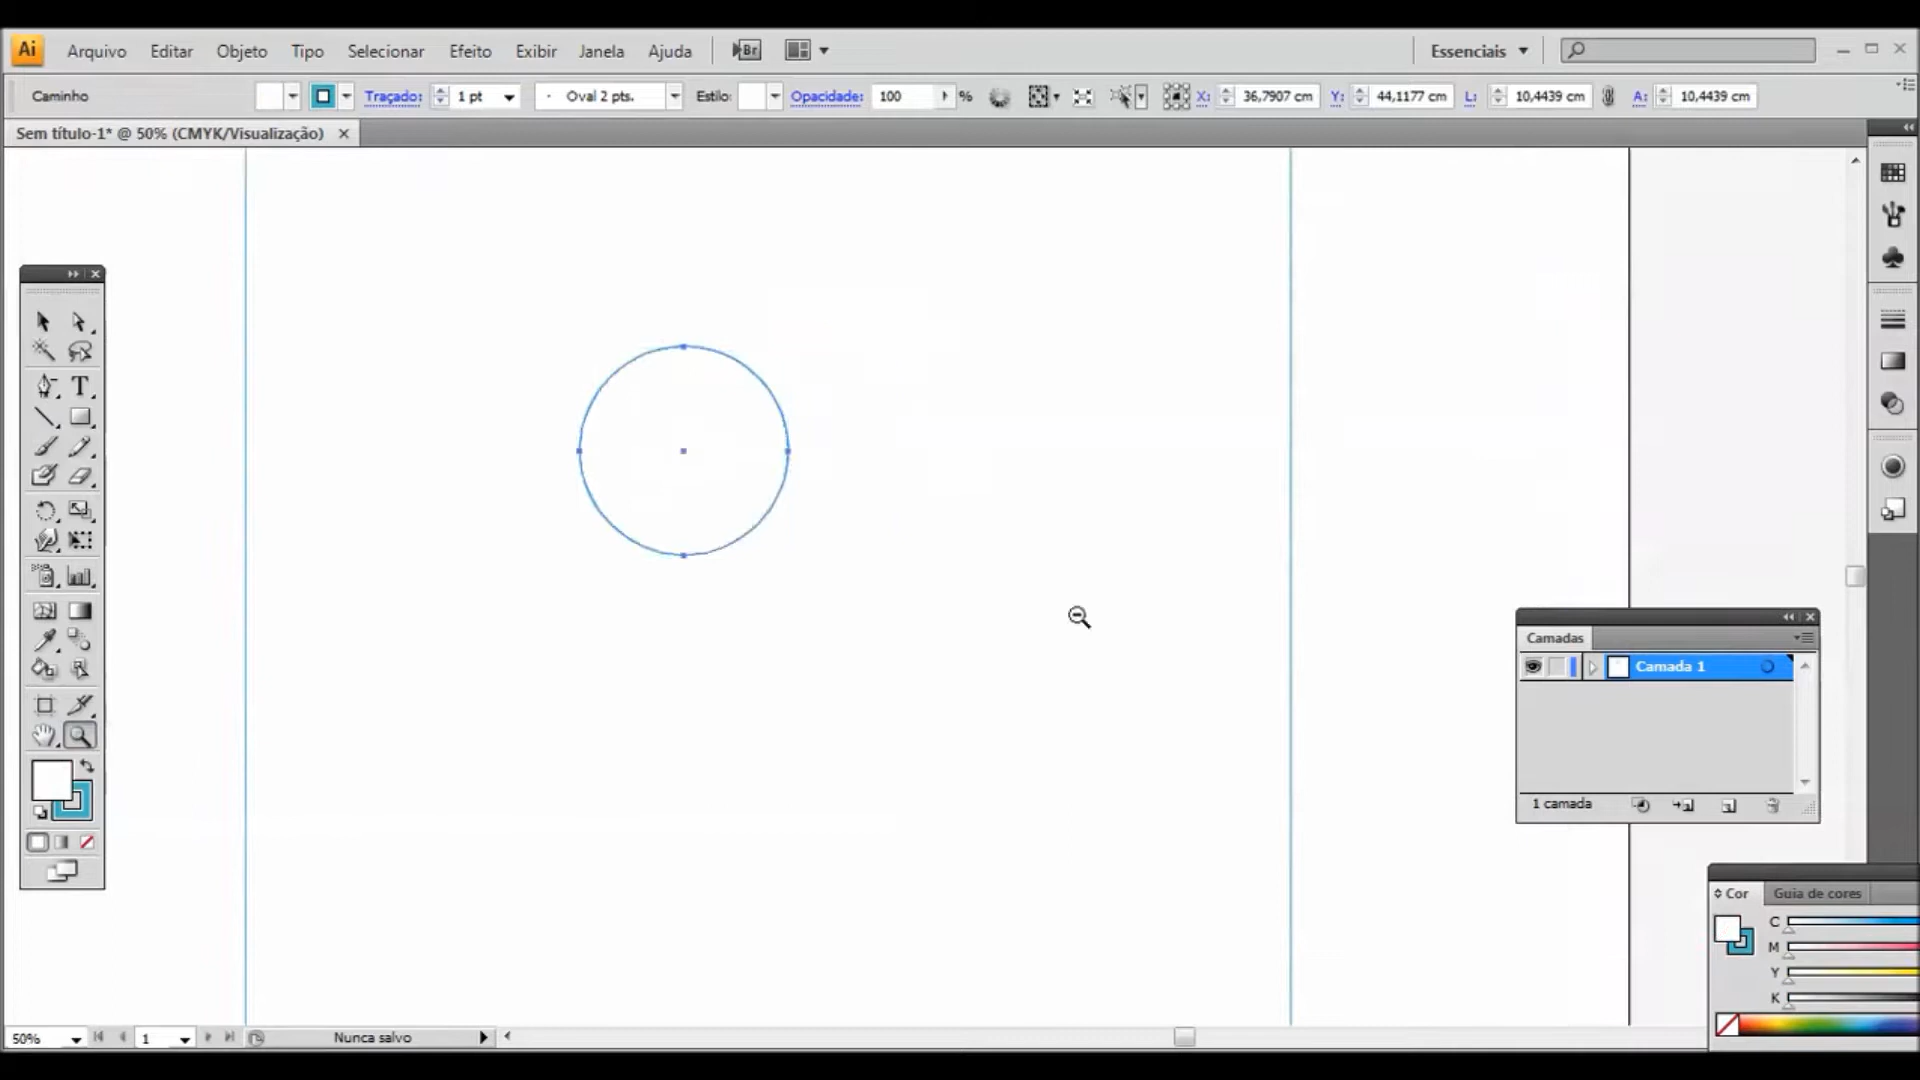 Ai Arquivo Editar Objeto Tipo Selecionar Efeito Exibir Janela Ajuda Br Essenciais
Caminho Traçado: 1 pt Oval 2 pts. Estilo: Opacidade: 100 % X: 36,7907 cm Y: 44,1177 cm L: 10,4439 cm A: 10,4439 cm
Sem título-1* @ 50% (CMYK/Visualização)
T
Camadas
Camada 1
1 camada
Cor Guia de cores
C
M
Y
K
50% 1 Nunca salvo